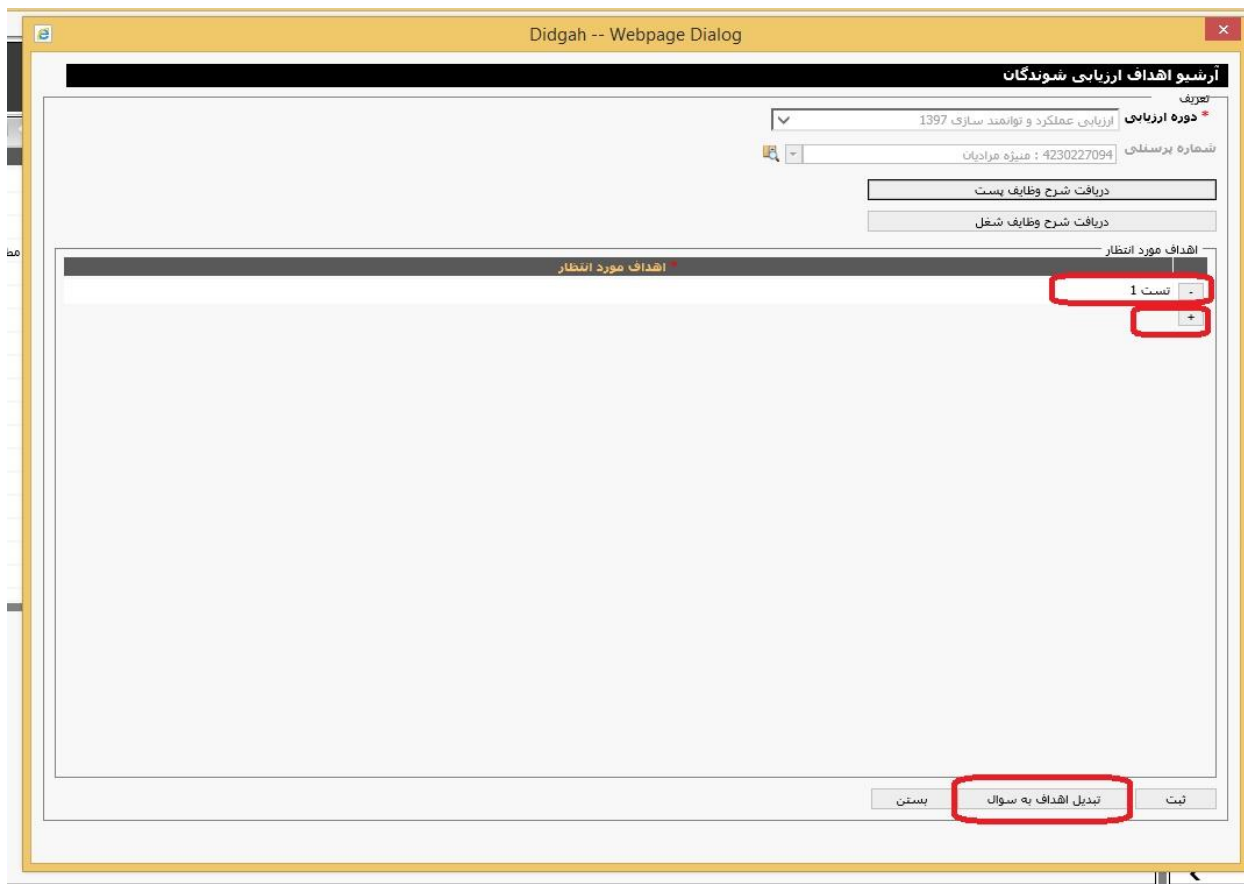 Didgah -- Webpage Dialog
آرشیو اهداف ارزیابی شوندگان
تعریف
* دوره ارزیابی ارزیابی عملکرد و توانمند سازی 1397
شماره پرسنلی 4230227094 : منیژه مرادیان
دریافت شرح وظایف پست
دریافت شرح وظایف شغل
اهداف مورد انتظار
* اهداف مورد انتظار
- تست 1
+
ثبت تبدیل اهداف به سوال بستن